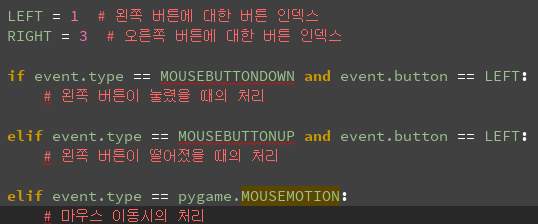 LEFT = 1  # 왼쪽 버튼에 대한 버튼 인덱스
RIGHT = 3  # 오른쪽 버튼에 대한 버튼 인덱스
if event.type == MOUSEBUTTONDOWN and event.button == LEFT:
    # 왼쪽 버튼이 눌렸을 때의 처리
elif event.type == MOUSEBUTTONUP and event.button == LEFT:
    # 왼쪽 버튼이 떨어졌을 때의 처리
elif event.type == pygame.MOUSEMOTION:
    # 마우스 이동시의 처리